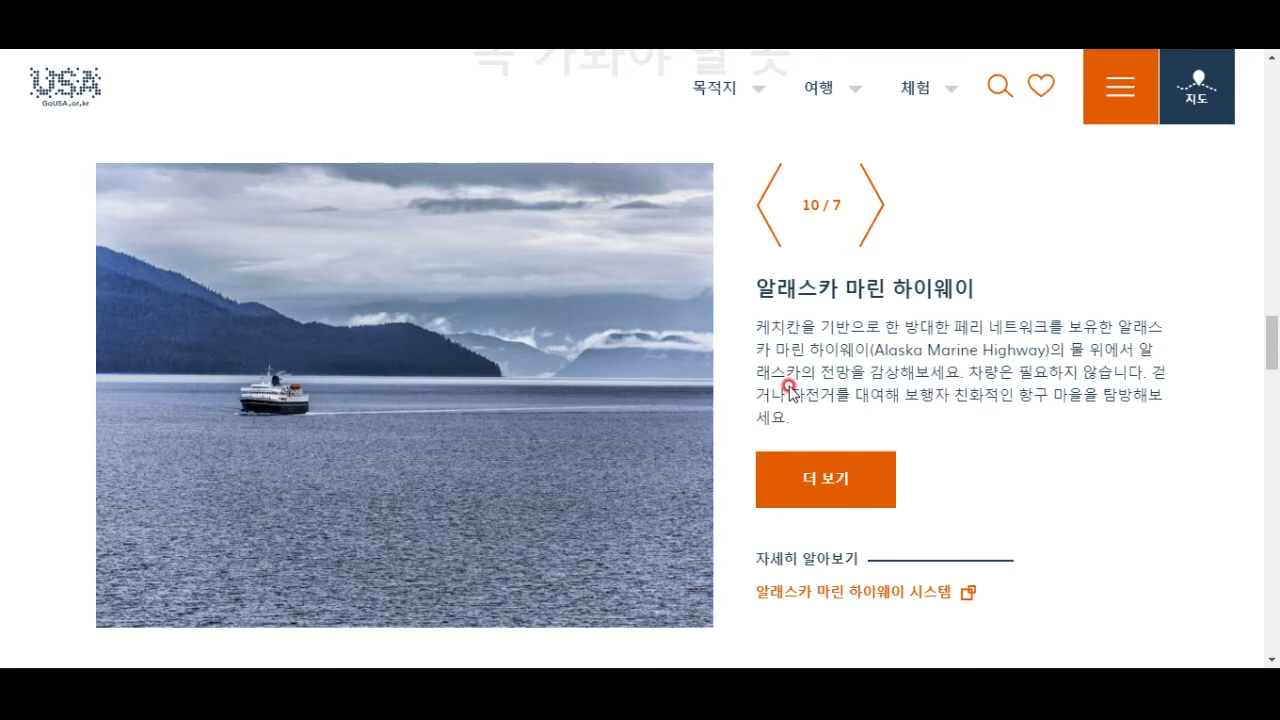 꼭 가봐야 할 곳
USA
GoUSA.or.kr
목적지
여행
체험
지도
10 / 7
알래스카 마린 하이웨이
케치칸을 기반으로 한 방대한 페리 네트워크를 보유한 알래스
카 마린 하이웨이(Alaska Marine Highway)의 물 위에서 알
래스카의 전망을 감상해보세요. 차량은 필요하지 않습니다. 걷
거나 자전거를 대여해 보행자 친화적인 항구 마을을 탐방해보
세요.
더 보기
자세히 알아보기
알래스카 마린 하이웨이 시스템